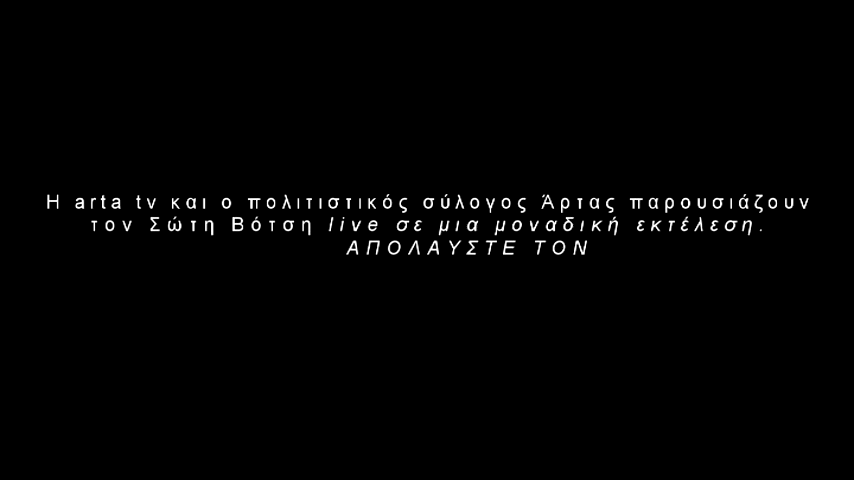 Η arta tv και ο πολιτιστικός σύλογος Άρτας παρουσιάζουν
τον Σώτη Βότση live σε μια μοναδική εκτέλεση.
ΑΠΟΛΑΥΣΤΕ ΤΟΝ